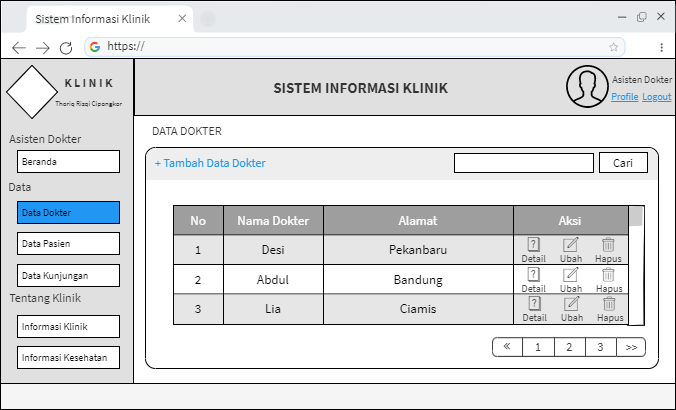 Sistem Informasi Klinik
https://
KLINIK
Thoriq Rizqi Cipongkor
SISTEM INFORMASI KLINIK
Asisten Dokter
Profile Logout
Asisten Dokter
Beranda
Data
Data Dokter
Data Pasien
Data Kunjungan
Tentang Klinik
Informasi Klinik
Informasi Kesehatan
DATA DOKTER
+ Tambah Data Dokter
Cari
No Nama Dokter Alamat Aksi
1 Desi Pekanbaru Detail Ubah Hapus
2 Abdul Bandung Detail Ubah Hapus
3 Lia Ciamis Detail Ubah Hapus
« 1 2 3 >>